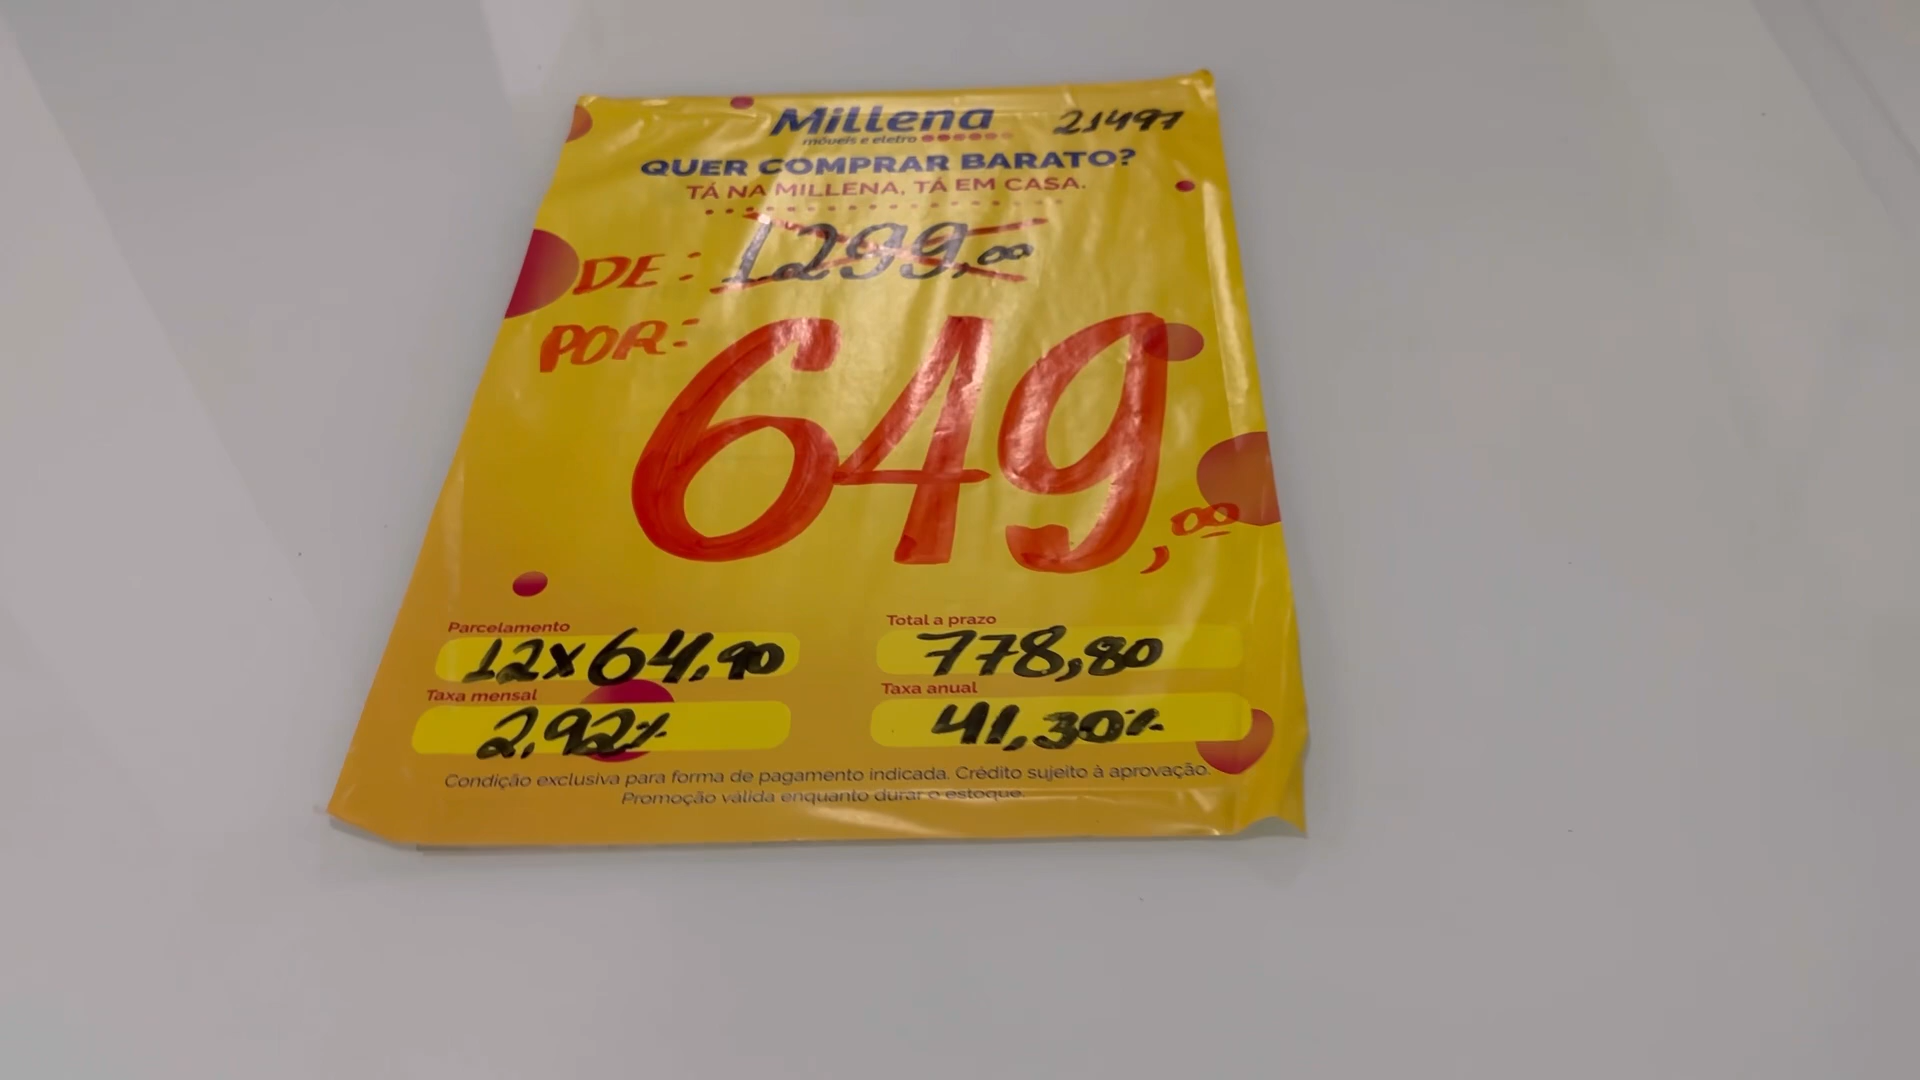 Millena 21497
móveis e eletro
QUER COMPRAR BARATO?
TÁ NA MILLENA, TÁ EM CASA.
DE: 1299,00
POR: 649,00
Parcelamento Total a prazo
12x64,90 778,80
Taxa mensal Taxa anual
2,92% 41,30%
Condição exclusiva para forma de pagamento indicada. Crédito sujeito à aprovação.
Promoção válida enquanto durar o estoque.